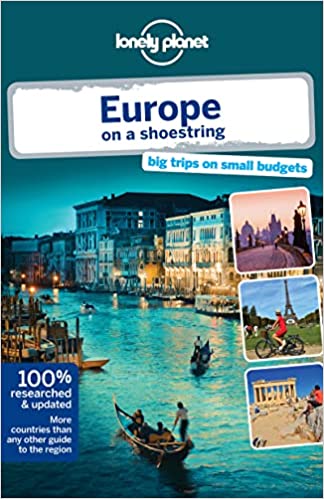 lonely planet
Europe
on a shoestring
big trips on small budgets
100%
researched
& updated
More
countries than
any other guide
to the region